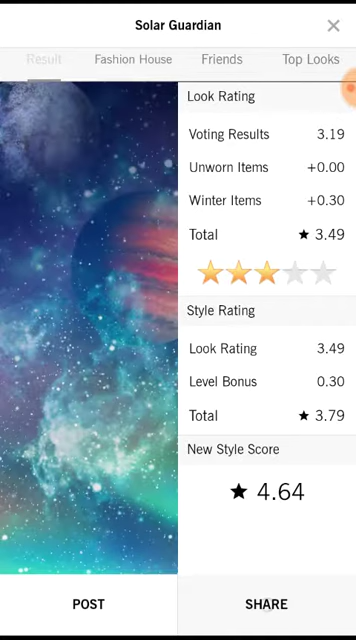 Solar Guardian
Result Fashion House Friends Top Looks
Look Rating
Voting Results 3.19
Unworn Items +0.00
Winter Items +0.30
Total ★ 3.49
Style Rating
Look Rating 3.49
Level Bonus 0.30
Total ★ 3.79
New Style Score
★ 4.64
POST SHARE